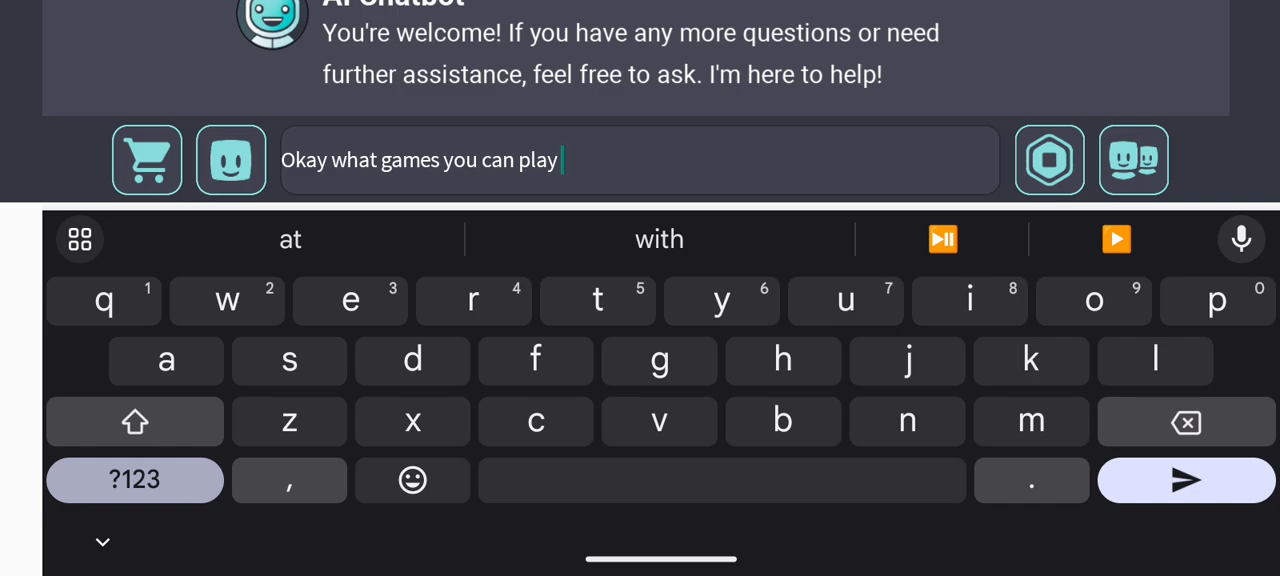 AI Chatbot
You're welcome! If you have any more questions or need
further assistance, feel free to ask. I'm here to help!
Okay what games you can play
at with
q 1 w 2 e 3 r 4 t 5 y 6 u 7 i 8 o 9 p 0
a s d f g h j k l
z x c v b n m
?123 , .